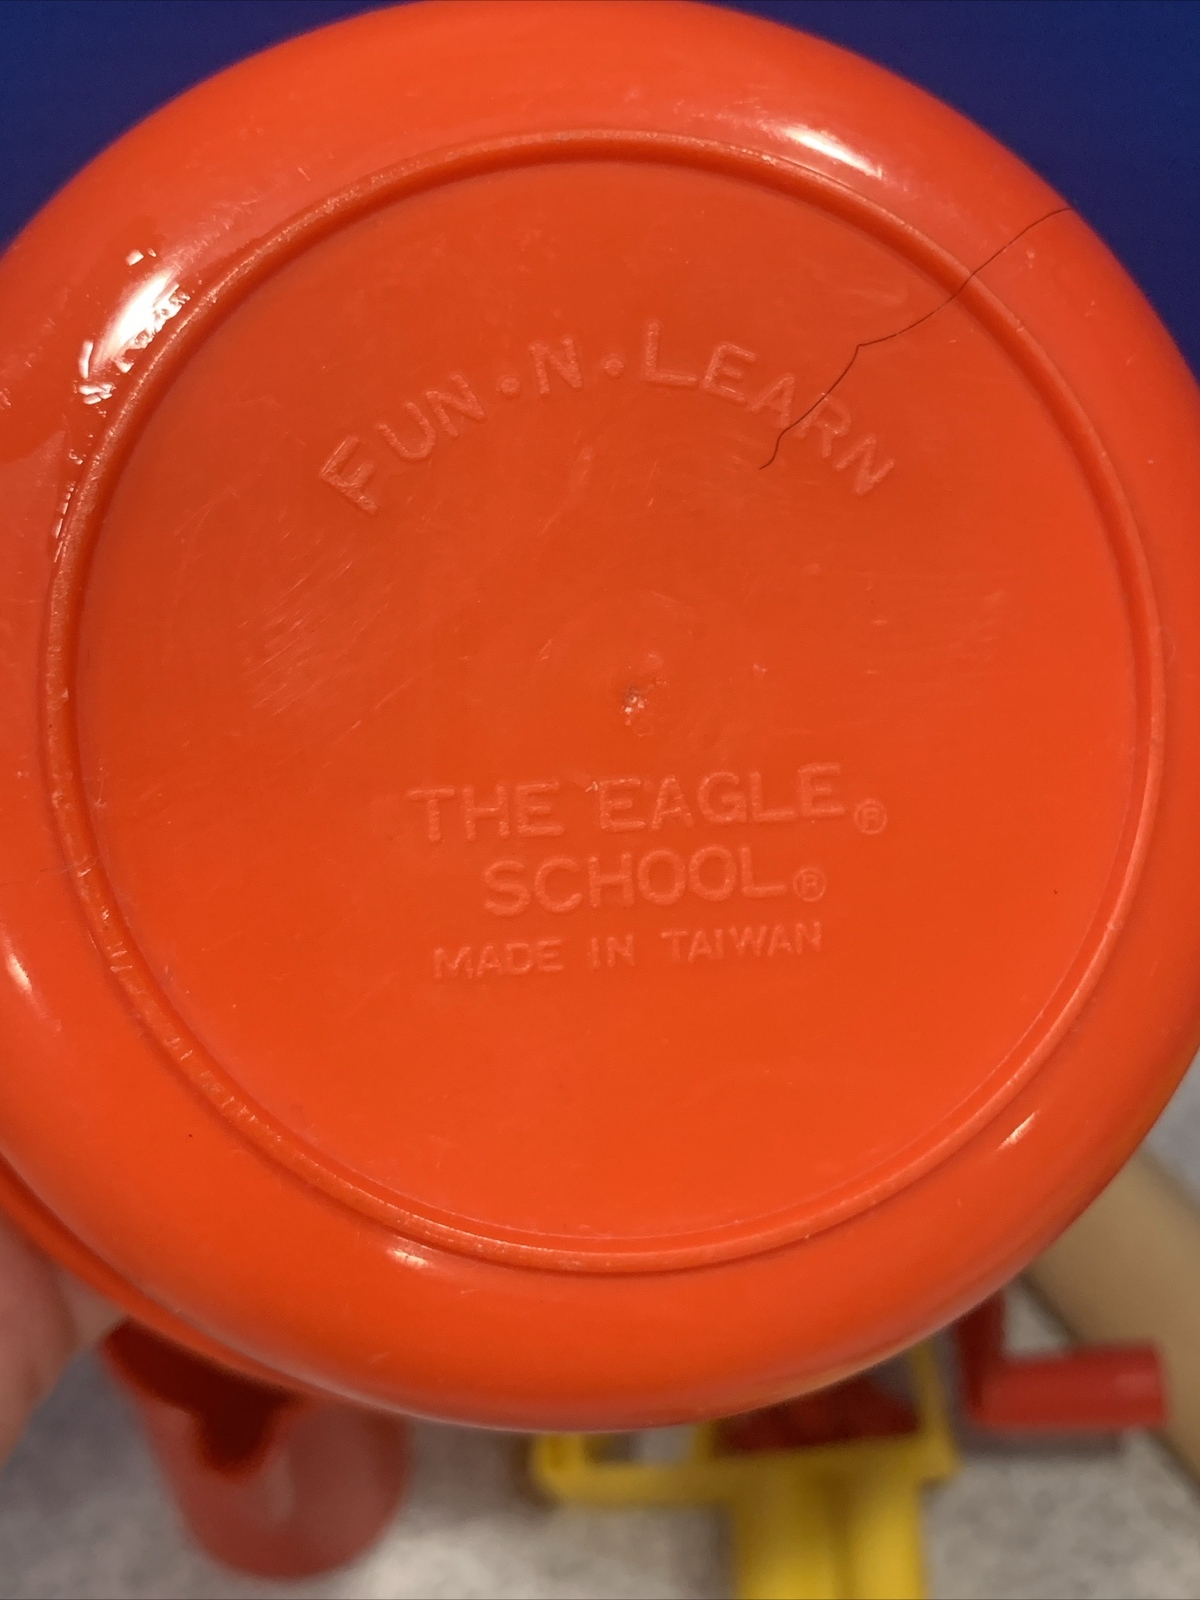 FUN·N·LEARN
THE EAGLE®
SCHOOL®
MADE IN TAIWAN